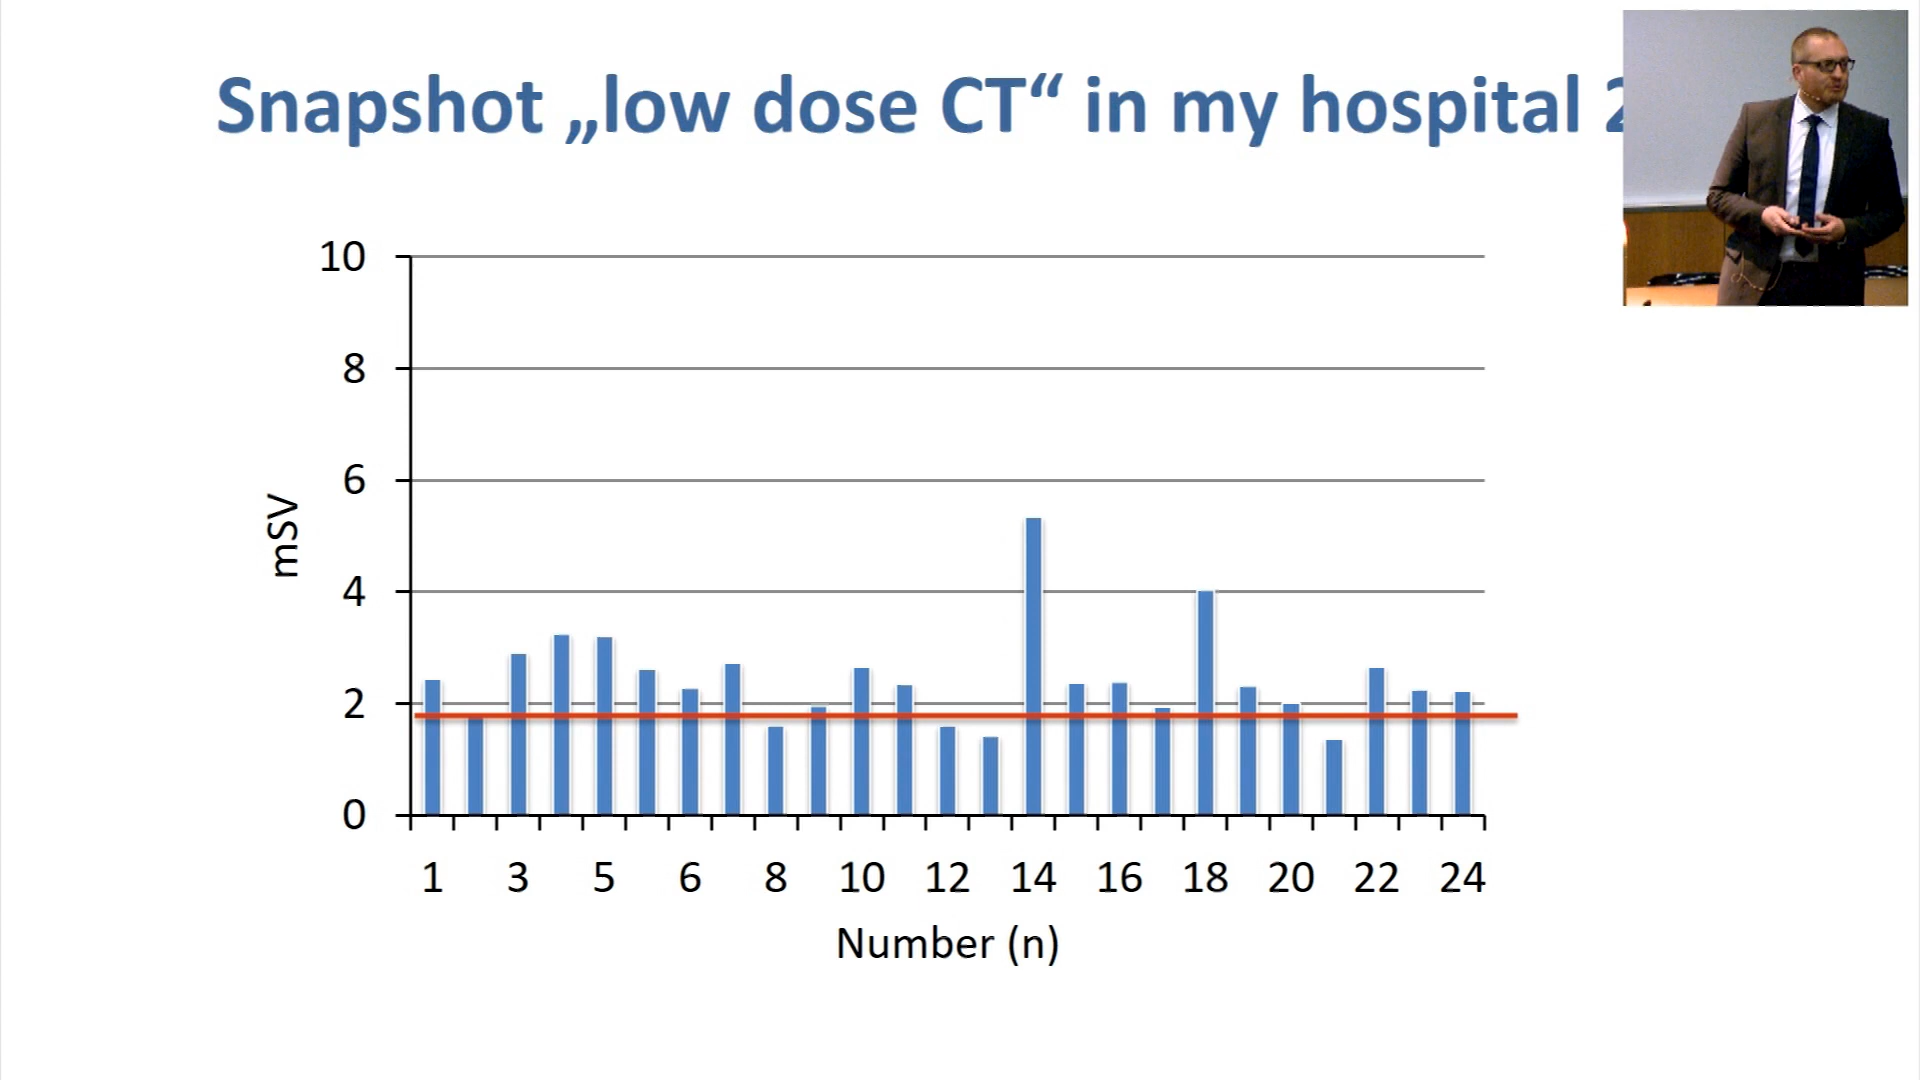 Snapshot „low dose CT“ in my hospital
10
8
6
4
2
0
mSV
1 3 5 6 8 10 12 14 16 18 20 22 24
Number (n)